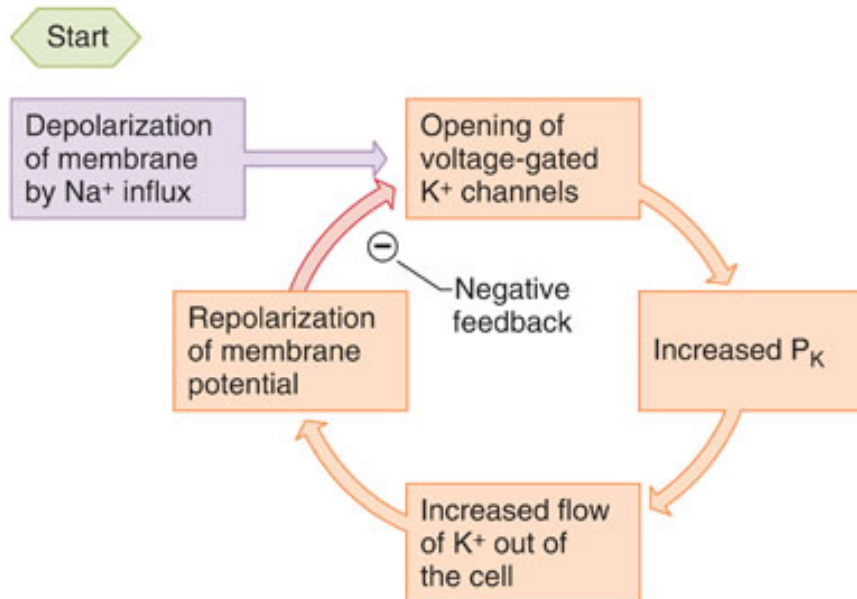 Start
Depolarization
of membrane
by Na⁺ influx
Opening of
voltage-gated
K⁺ channels
−
Negative
feedback
Repolarization
of membrane
potential
Increased Pₖ
Increased flow
of K⁺ out of
the cell